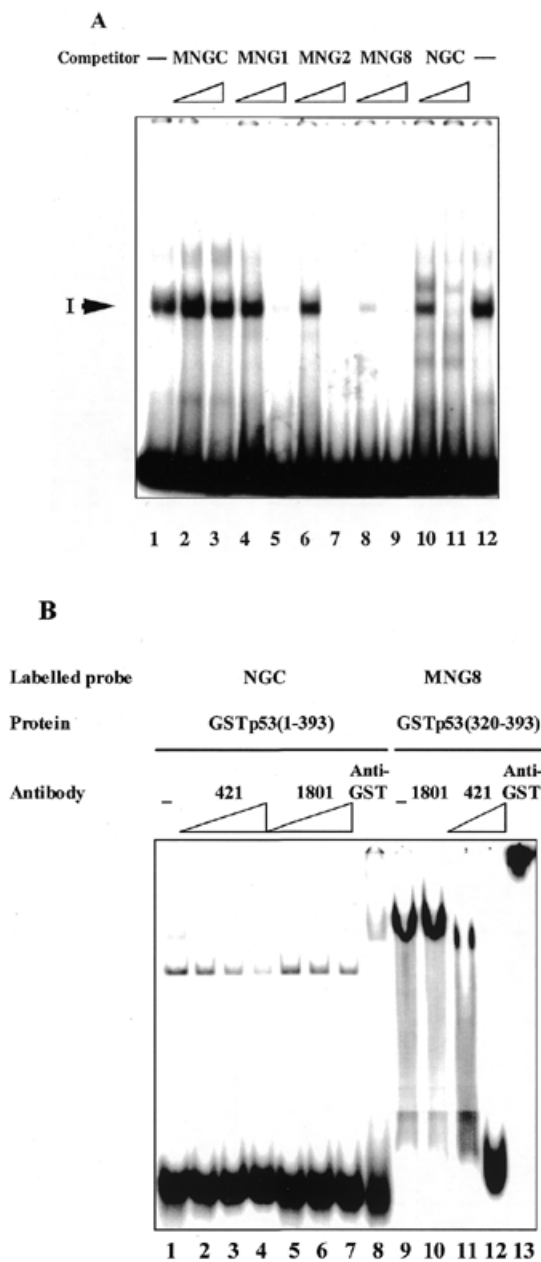 A
Competitor — MNGC MNG1 MNG2 MNG8 NGC —
I
1 2 3 4 5 6 7 8 9 10 11 12
B
Labelled probe NGC MNG8
Protein GSTp53(1-393) GSTp53(320-393)
Antibody – 421 1801 Anti-GST – 1801 421 Anti-GST
1 2 3 4 5 6 7 8 9 10 11 12 13